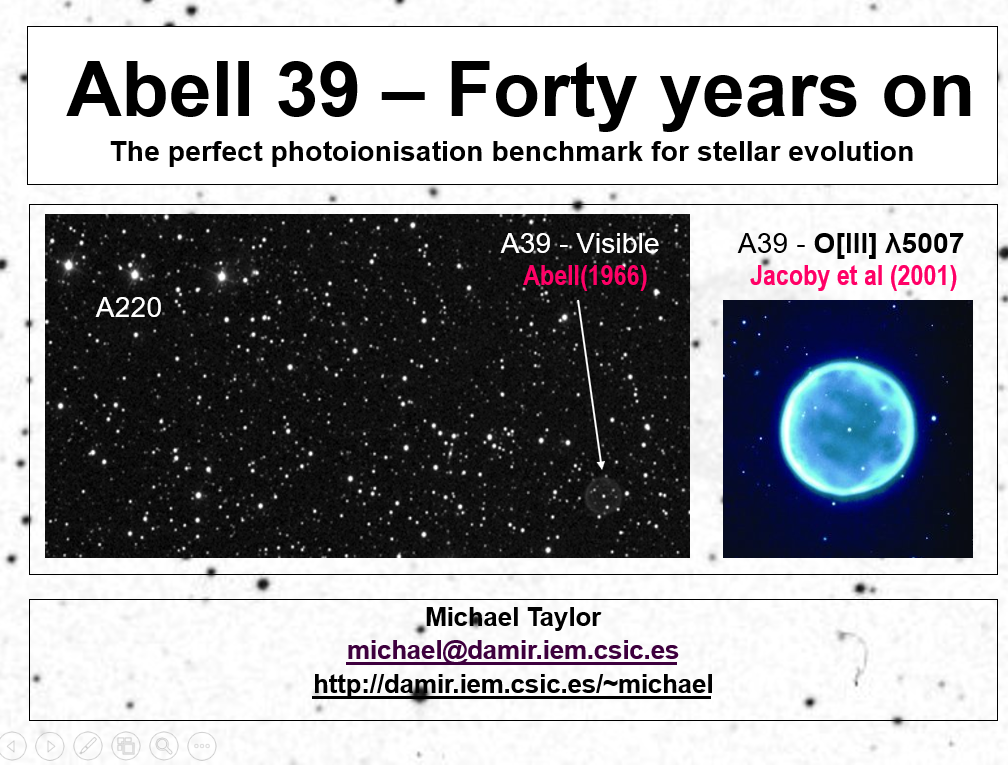 Abell 39 – Forty years on
The perfect photoionisation benchmark for stellar evolution
A39 - Visible
Abell(1966)
A220
A39 - O[III] λ5007
Jacoby et al (2001)
Michael Taylor
michael@damir.iem.csic.es
http://damir.iem.csic.es/~michael